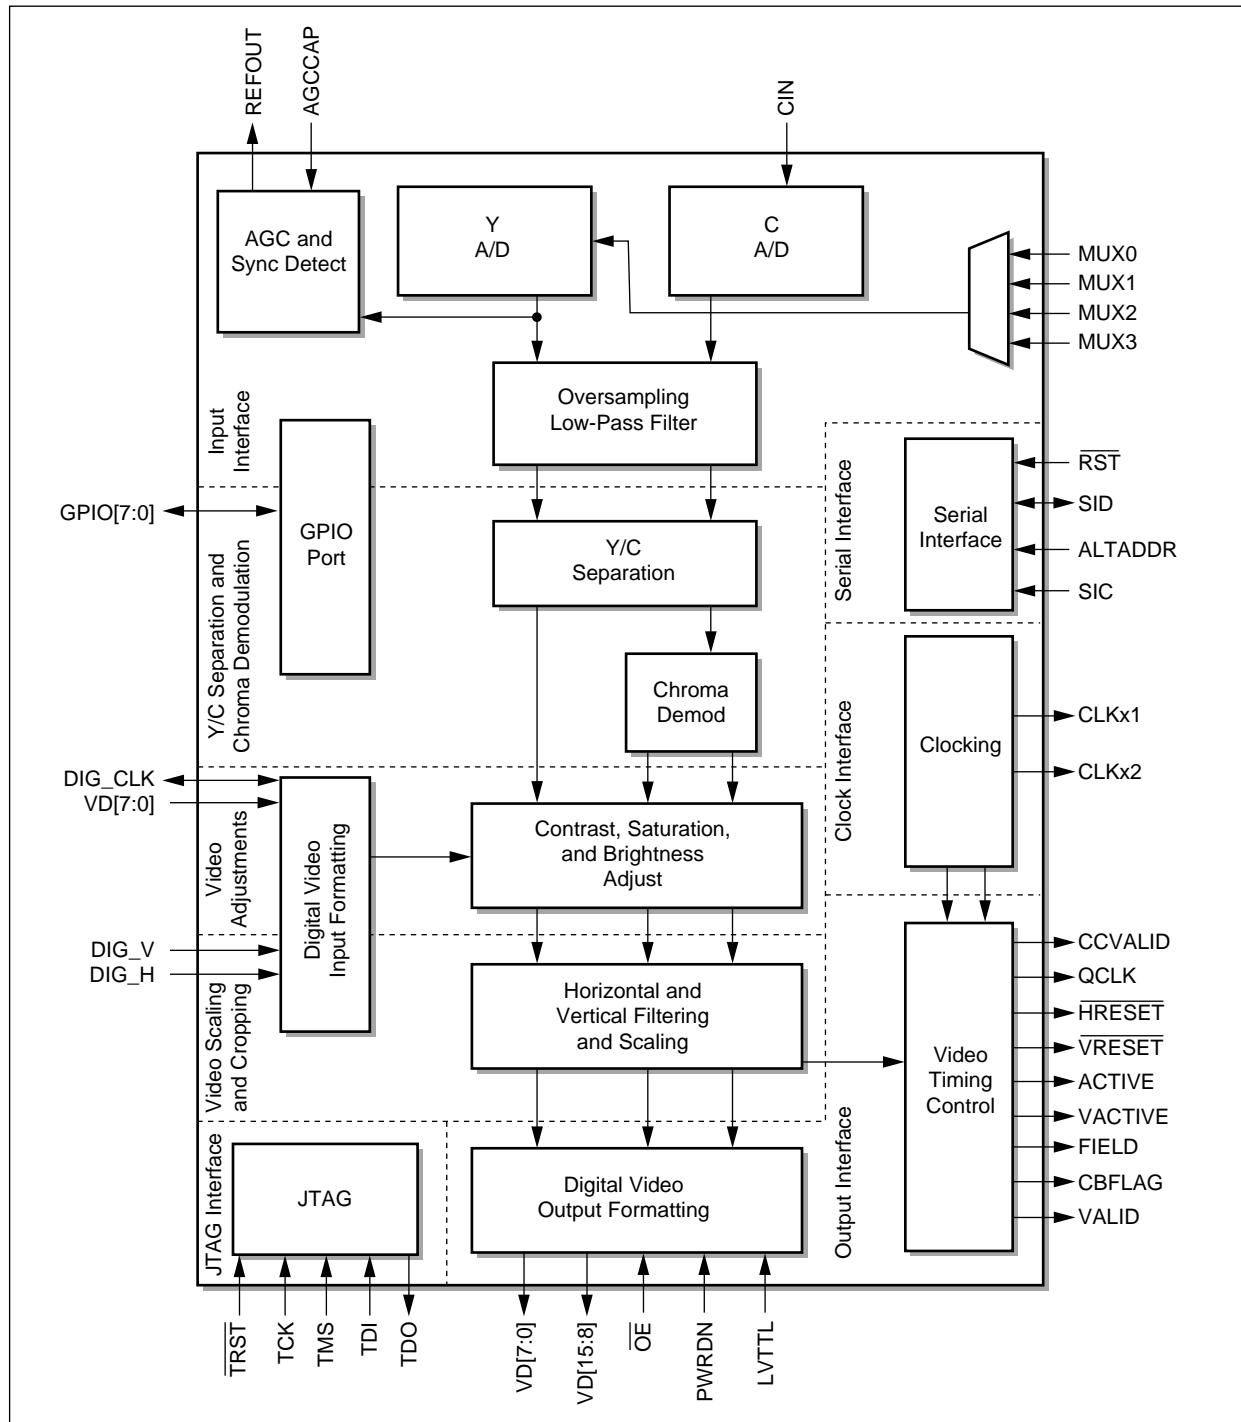 REFOUT
AGCCAP
CIN
AGC and
Sync Detect
Y
A/D
C
A/D
MUX0
MUX1
MUX2
MUX3
Oversampling
Low-Pass Filter
Input
Interface
GPIO[7:0]
GPIO
Port
Y/C Separation and
Chroma Demodulation
Y/C
Separation
Chroma
Demod
Serial Interface
Serial
Interface
RST
SID
ALTADDR
SIC
Clock Interface
Clocking
CLKx1
CLKx2
DIG_CLK
VD[7:0]
Video
Adjustments
Digital Video
Input Formatting
Contrast, Saturation,
and Brightness
Adjust
DIG_V
DIG_H
Video Scaling
and Cropping
Horizontal and
Vertical Filtering
and Scaling
Output Interface
Video
Timing
Control
CCVALID
QCLK
HRESET
VRESET
ACTIVE
VACTIVE
FIELD
CBFLAG
VALID
JTAG Interface
JTAG
Digital Video
Output Formatting
TRST
TCK
TMS
TDI
TDO
VD[7:0]
VD[15:8]
OE
PWRDN
LVTTL